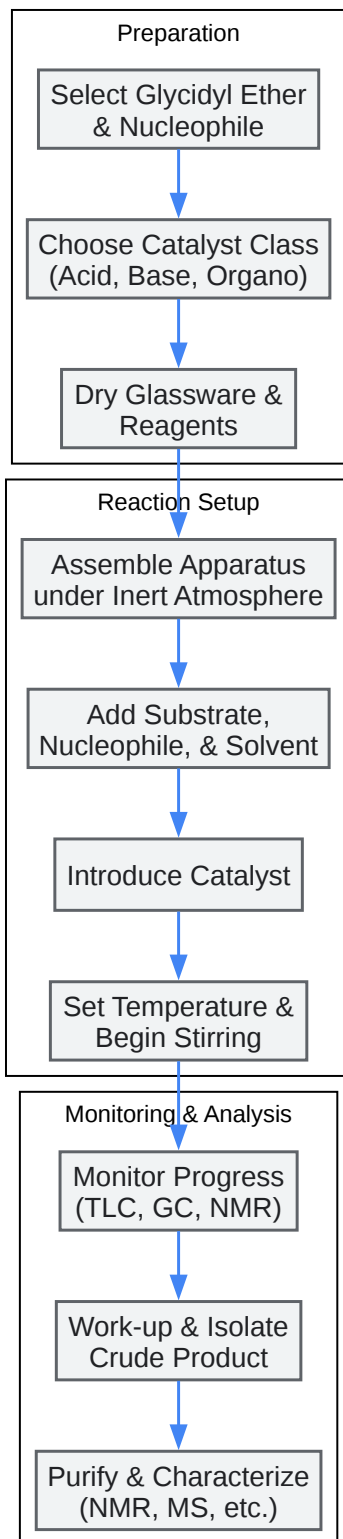 Preparation
Select Glycidyl Ether
& Nucleophile
Choose Catalyst Class
(Acid, Base, Organo)
Dry Glassware &
Reagents
Reaction Setup
Assemble Apparatus
under Inert Atmosphere
Add Substrate,
Nucleophile, & Solvent
Introduce Catalyst
Set Temperature &
Begin Stirring
Monitoring & Analysis
Monitor Progress
(TLC, GC, NMR)
Work-up & Isolate
Crude Product
Purify & Characterize
(NMR, MS, etc.)